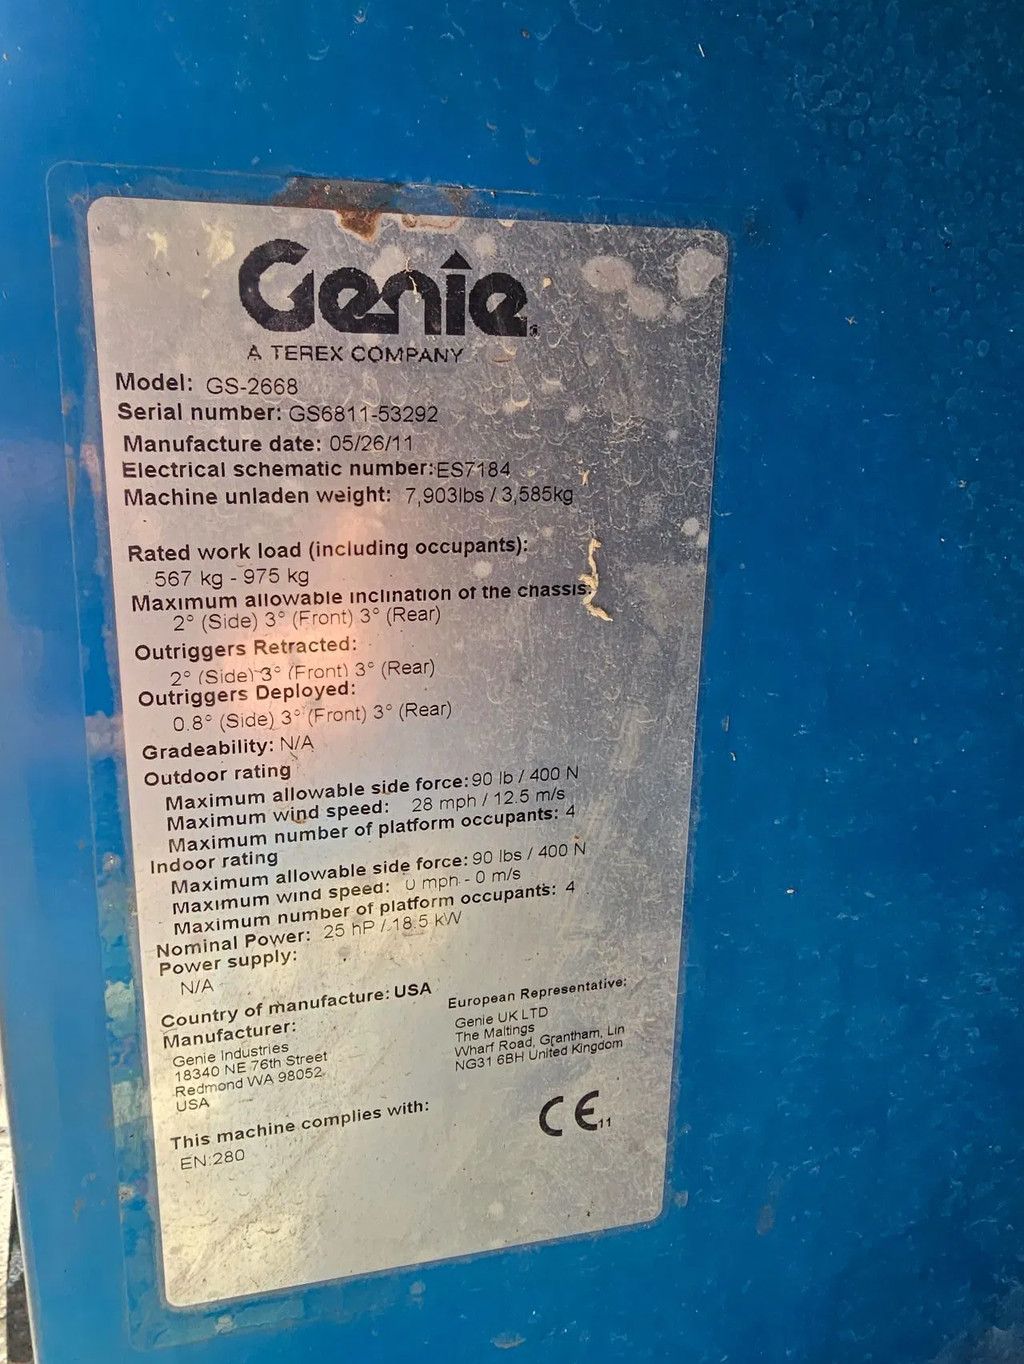 Genie
A TEREX COMPANY
Model: GS-2668
Serial number: GS6811-53292
Manufacture date: 05/26/11
Electrical schematic number: ES7184
Machine unladen weight: 7,903lbs / 3,585kg
Rated work load (including occupants):
567 kg - 975 kg
Maximum allowable inclination of the chassis:
2° (Side) 3° (Front) 3° (Rear)
Outriggers Retracted:
2° (Side) 3° (Front) 3° (Rear)
Outriggers Deployed:
0.8° (Side) 3° (Front) 3° (Rear)
Gradeability: N/A
Outdoor rating
Maximum allowable side force: 90 lb / 400 N
Maximum wind speed: 28 mph / 12.5 m/s
Maximum number of platform occupants: 4
Indoor rating
Maximum allowable side force: 90 lbs / 400 N
Maximum wind speed: 0 mph - 0 m/s
Maximum number of platform occupants: 4
Nominal Power: 25 hP / 18.5 kW
Power supply:
N/A
Country of manufacture: USA
Manufacturer:
Genie Industries
18340 NE 76th Street
Redmond WA 98052
USA
European Representative:
Genie UK LTD
The Maltings
Wharf Road, Grantham, Lin
NG31 6BH United Kingdom
This machine complies with:
EN 280
CE 11